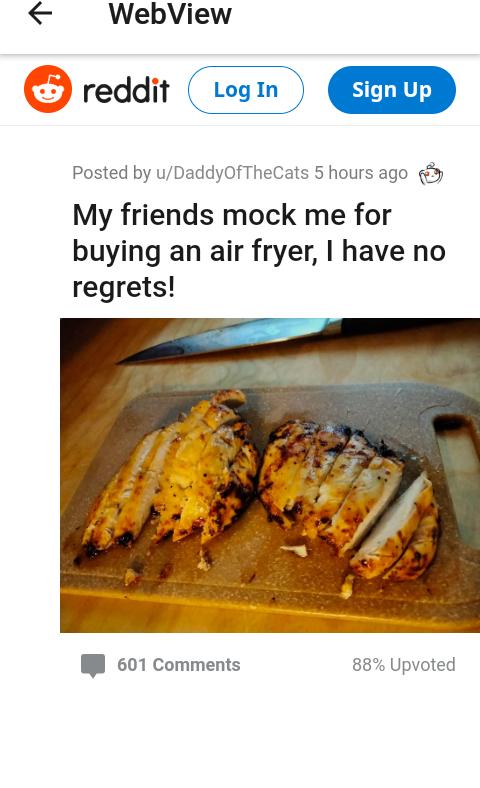 WebView
reddit
Log In
Sign Up
Posted by u/DaddyOfTheCats 5 hours ago
My friends mock me for
buying an air fryer, I have no
regrets!
601 Comments
88% Upvoted